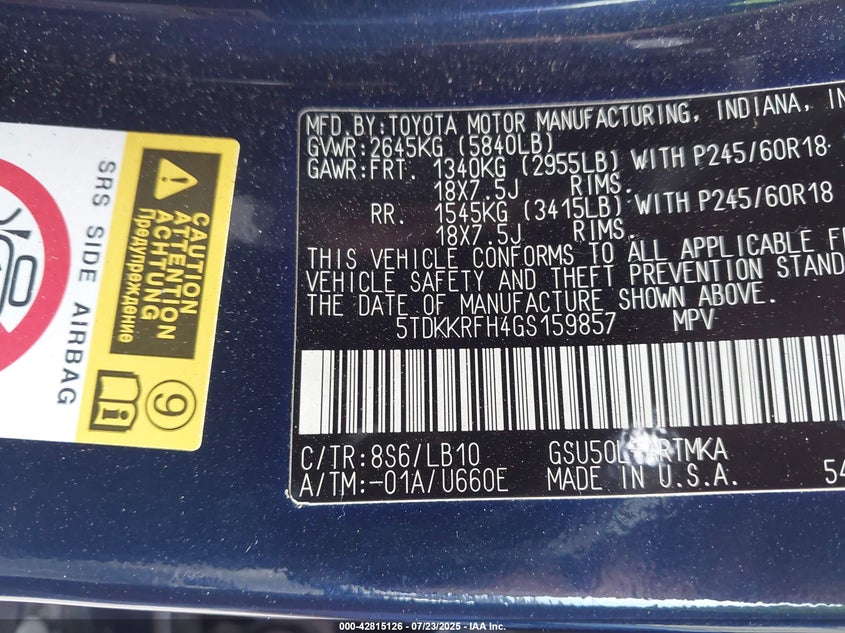 MFD.BY:TOYOTA MOTOR MANUFACTURING, INDIANA, IN
GVWR:2645KG (5840LB)
GAWR:FRT. 1340KG (2955LB) WITH P245/60R18
18X7.5J RIMS.
RR. 1545KG (3415LB) WITH P245/60R18
18X7.5J RIMS.
THIS VEHICLE CONFORMS TO ALL APPLICABLE FE
VEHICLE SAFETY AND THEFT PREVENTION STAND
THE DATE OF MANUFACTURE SHOWN ABOVE.
5TDKKRFH4GS159857 MPV
C/TR:8S6/LB10 GSU50L
A/TM:-01A/U660E MADE IN U.S.A. 54
SRS SIDE AIRBAG
CAUTION
ATTENTION
ACHTUNG
Предупреждение
9
000-42815126 - 07/23/2025 - IAA Inc.